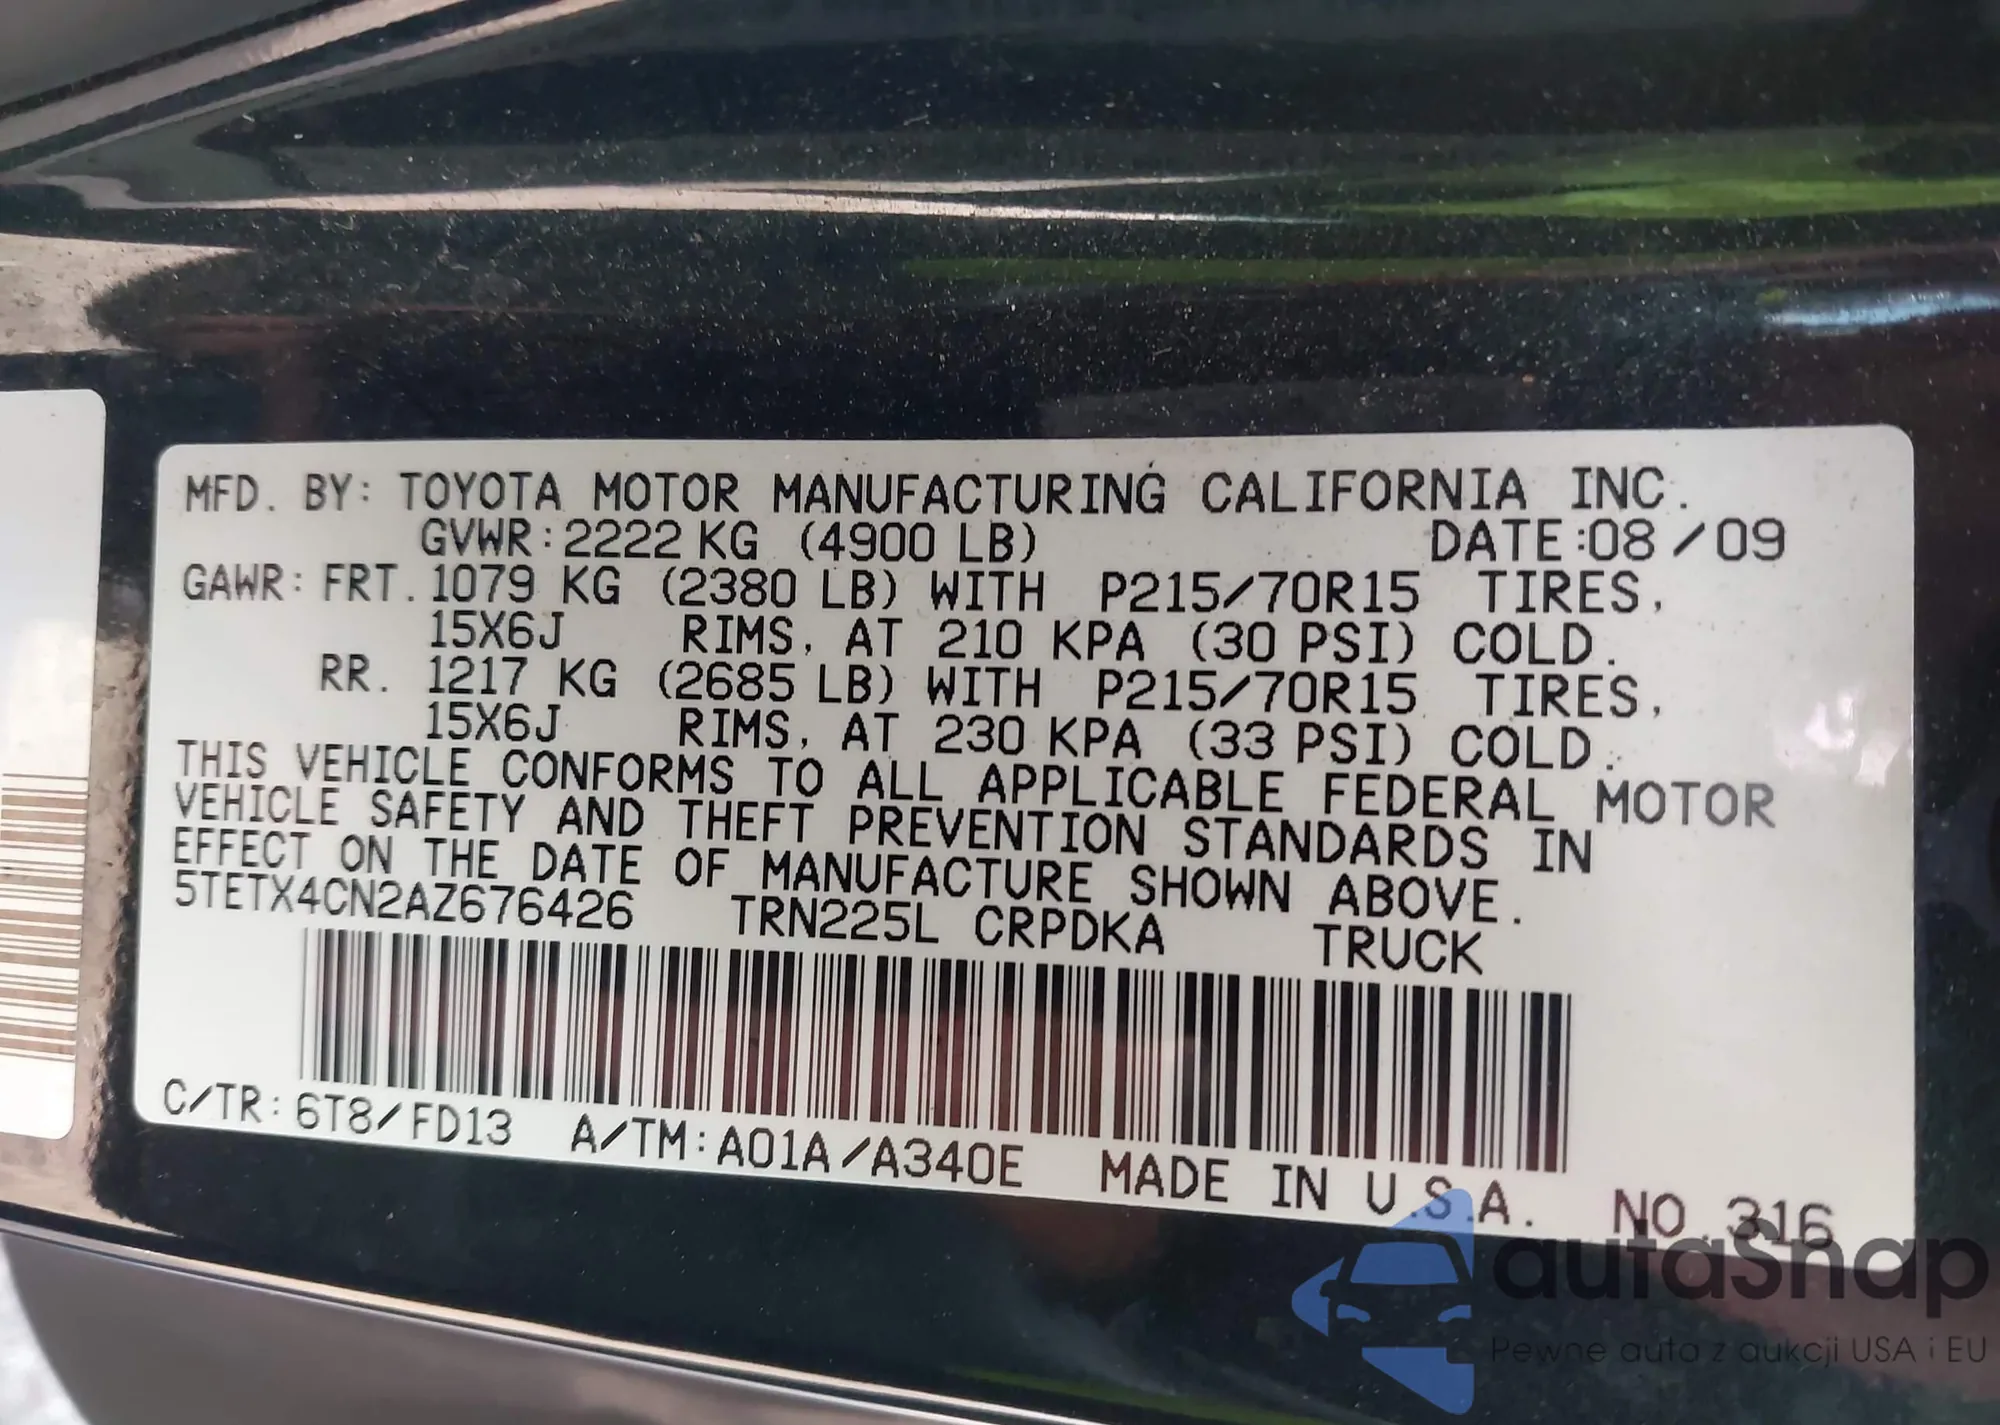 MFD. BY: TOYOTA MOTOR MANUFACTURING CALIFORNIA INC.
GVWR: 2222 KG (4900 LB) DATE: 08/09
GAWR: FRT. 1079 KG (2380 LB) WITH P215/70R15 TIRES,
15X6J RIMS, AT 210 KPA (30 PSI) COLD.
RR. 1217 KG (2685 LB) WITH P215/70R15 TIRES,
15X6J RIMS, AT 230 KPA (33 PSI) COLD.
THIS VEHICLE CONFORMS TO ALL APPLICABLE FEDERAL MOTOR
VEHICLE SAFETY AND THEFT PREVENTION STANDARDS IN
EFFECT ON THE DATE OF MANUFACTURE SHOWN ABOVE.
5TETX4CN2AZ676426 TRN225L CRPDKA TRUCK
C/TR: 6T8/FD13 A/TM: A01A/A340E MADE IN U.S.A. NO.316
autaSnap
Pewne auta z aukcji USA i EU